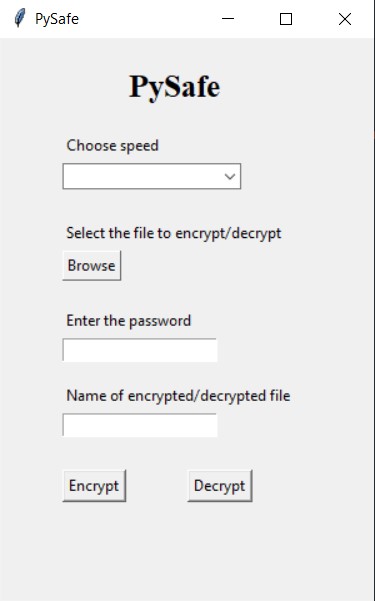 PySafe
PySafe
Choose speed
Select the file to encrypt/decrypt
Browse
Enter the password
Name of encrypted/decrypted file
Encrypt Decrypt